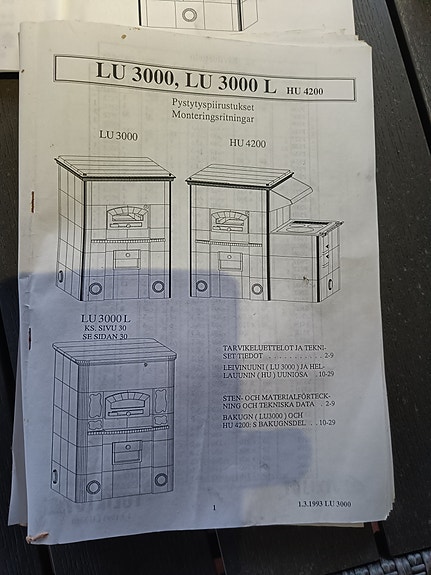 LU 3000, LU 3000 L HU 4200
Pystytyspiirustukset
Monteringsritningar
LU 3000
HU 4200
LU 3000 L
KS. SIVU 30
SE SIDAN 30
TARVIKELUETTELOT JA TEKNI-
SET TIEDOT . . . . . . . . . . . 2-9
LEIVINUUNI ( LU 3000 ) JA HEL-
LAUUNIN ( HU ) UUNIOSA . . 10-29
STEN- OCH MATERIALFÖRTECK-
NING OCH TEKNISKA DATA . . 2-9
BAKUGN ( LU3000 ) OCH
HU 4200: S BAKUGNSDEL . . 10-29
1
1.3.1993 LU 3000